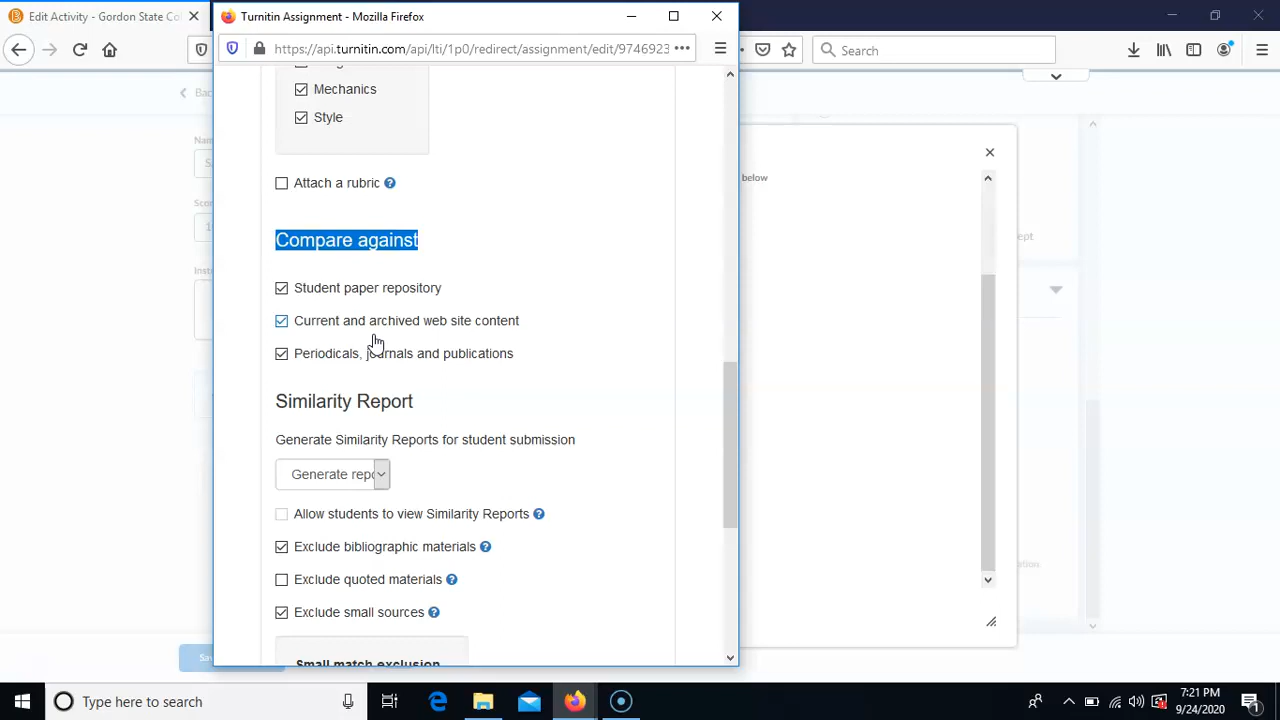 Edit Activity - Gordon State Co
Turnitin Assignment - Mozilla Firefox
https://api.turnitin.com/api/lti/1p0/redirect/assignment/edit/9746923
Search
Bac
Mechanics
Style
Attach a rubric
below
Compare against
Student paper repository
Current and archived web site content
Periodicals, journals and publications
Similarity Report
Generate Similarity Reports for student submission
Generate repo
Allow students to view Similarity Reports
Exclude bibliographic materials
Exclude quoted materials
Exclude small sources
Small match exclusion
Type here to search
7:21 PM
9/24/2020